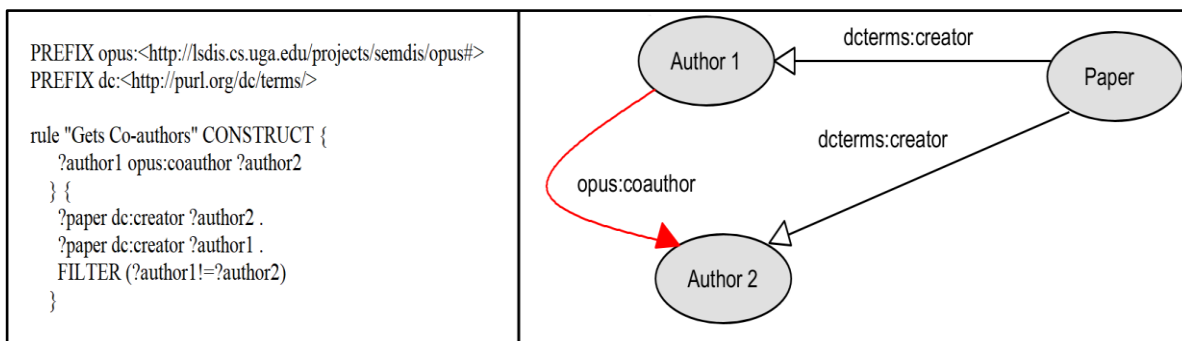 PREFIX opus:<http://lsdis.cs.uga.edu/projects/semdis/opus#>
PREFIX dc:<http://purl.org/dc/terms/>
rule "Gets Co-authors" CONSTRUCT {
?author1 opus:coauthor ?author2
} {
?paper dc:creator ?author2 .
?paper dc:creator ?author1 .
FILTER (?author1!=?author2)
}
dcterms:creator
Author 1
Paper
dcterms:creator
opus:coauthor
Author 2